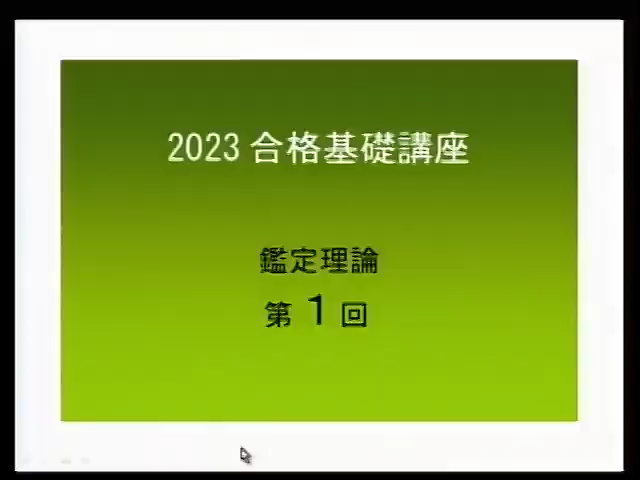 2023 合格基礎講座
鑑定理論
第 1 回